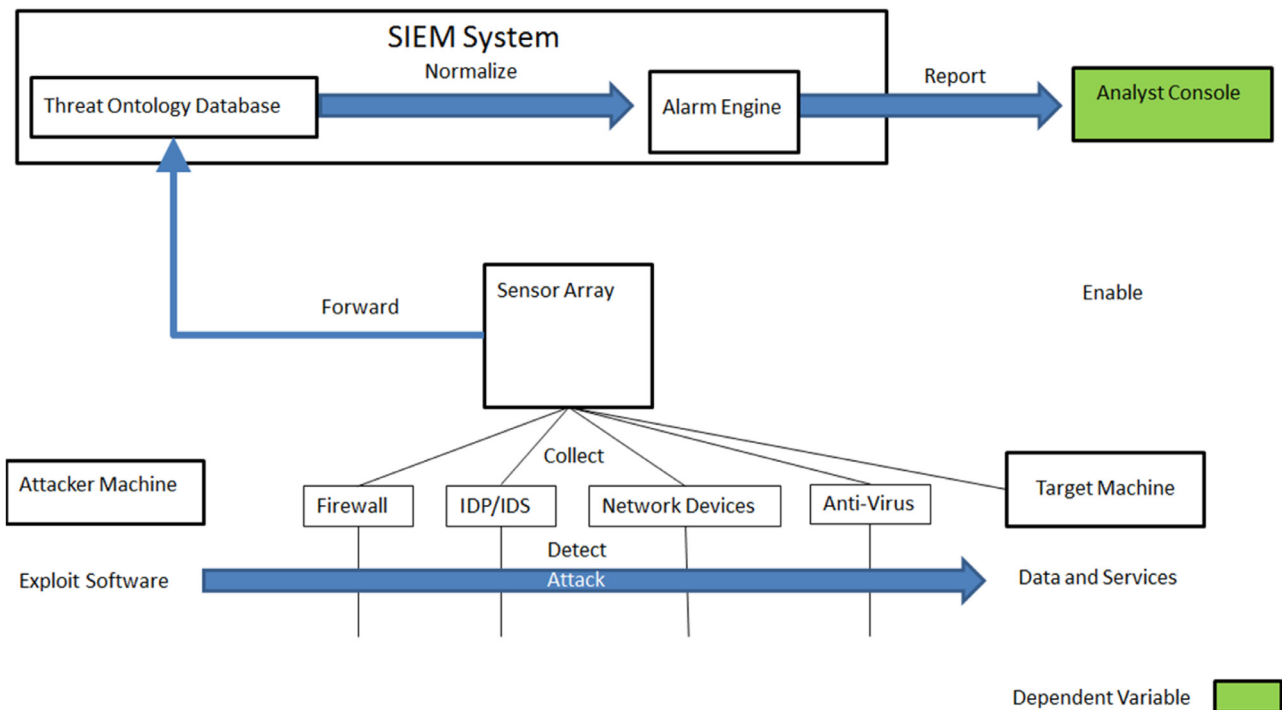 SIEM System
Normalize
Report
Threat Ontology Database
Alarm Engine
Analyst Console
Sensor Array
Enable
Forward
Collect
Attacker Machine
Firewall
IDP/IDS
Network Devices
Anti-Virus
Target Machine
Detect
Exploit Software
Attack
Data and Services
Dependent Variable